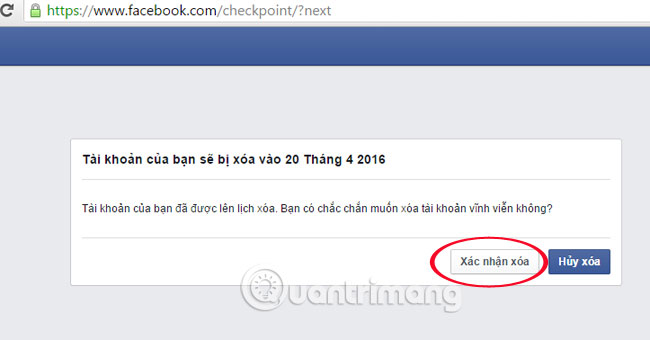 https://www.facebook.com/checkpoint/?next
Tài khoản của bạn sẽ bị xóa vào 20 Tháng 4 2016
Tài khoản của bạn đã được lên lịch xóa. Bạn có chắc chắn muốn xóa tài khoản vĩnh viễn không?
Xác nhận xóa Hủy xóa
Quantrimang